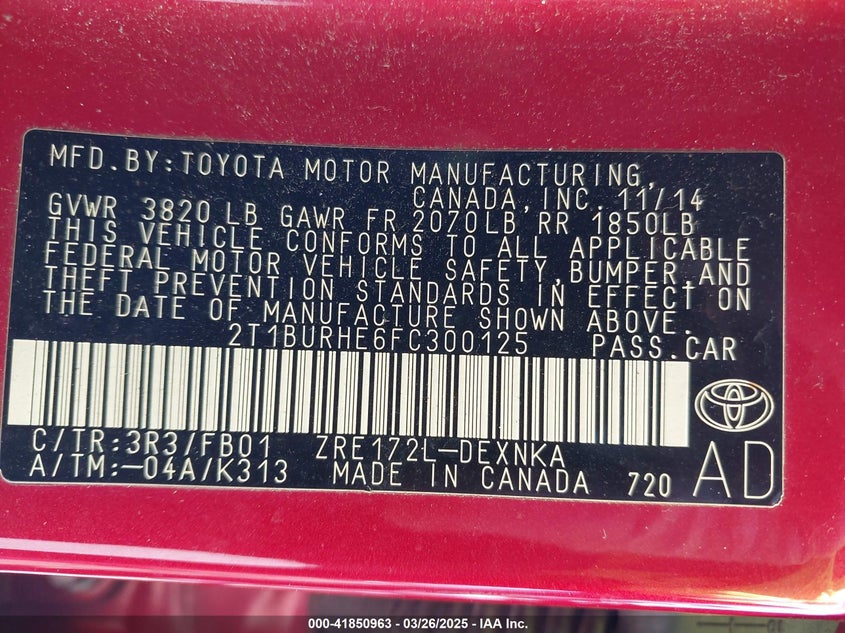 MFD.BY:TOYOTA MOTOR MANUFACTURING,
CANADA,INC. 11/14
GVWR 3820 LB GAWR FR 2070LB RR 1850LB
THIS VEHICLE CONFORMS TO ALL APPLICABLE
FEDERAL MOTOR VEHICLE SAFETY,BUMPER,AND
THEFT PREVENTION STANDARDS IN EFFECT ON
THE DATE OF MANUFACTURE SHOWN ABOVE.
2T1BURHE6FC300125 PASS.CAR
C/TR:3R3/FB01 ZRE172L-DEXNKA
A/TM:-04A/K313 MADE IN CANADA 720 AD
000-41850963 - 03/26/2025 - IAAI.COM